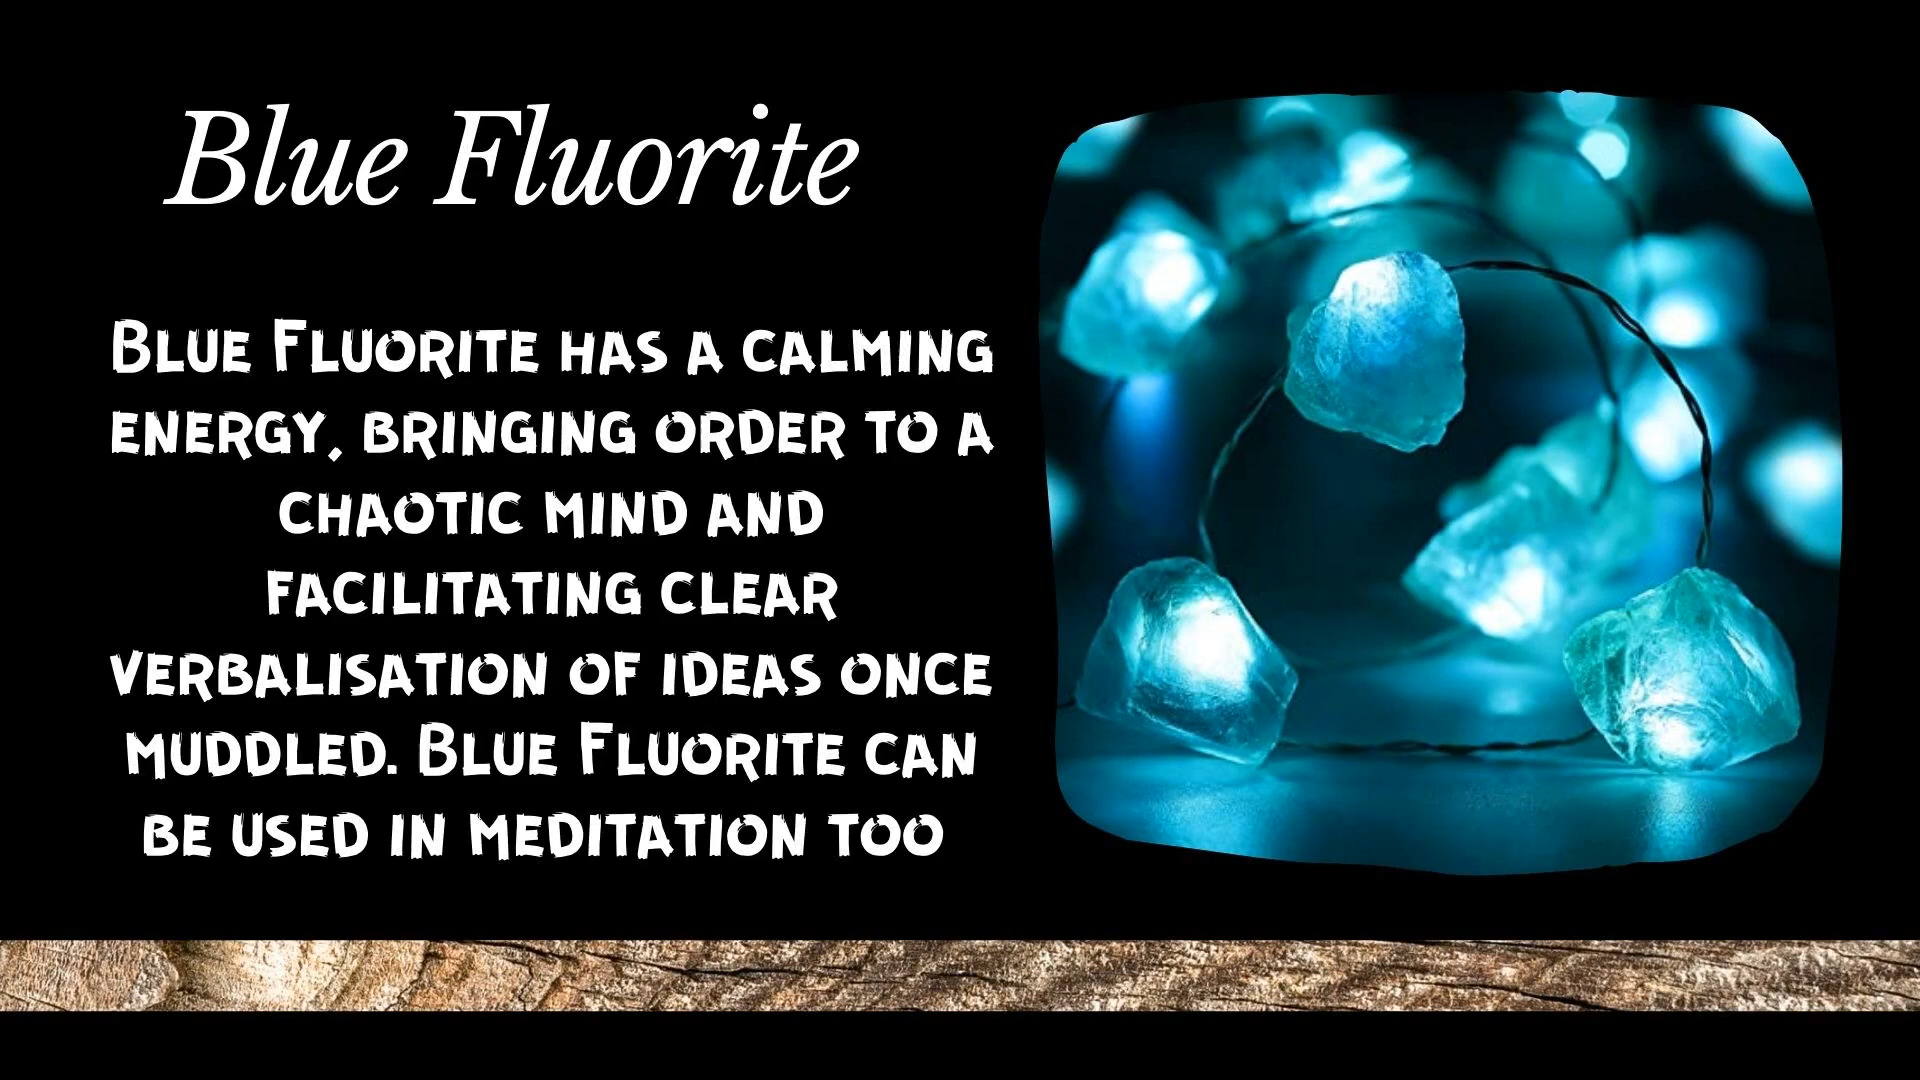 Blue Fluorite
Blue Fluorite has a calming
energy, bringing order to a
chaotic mind and
facilitating clear
verbalisation of ideas once
muddled. Blue Fluorite can
be used in meditation too